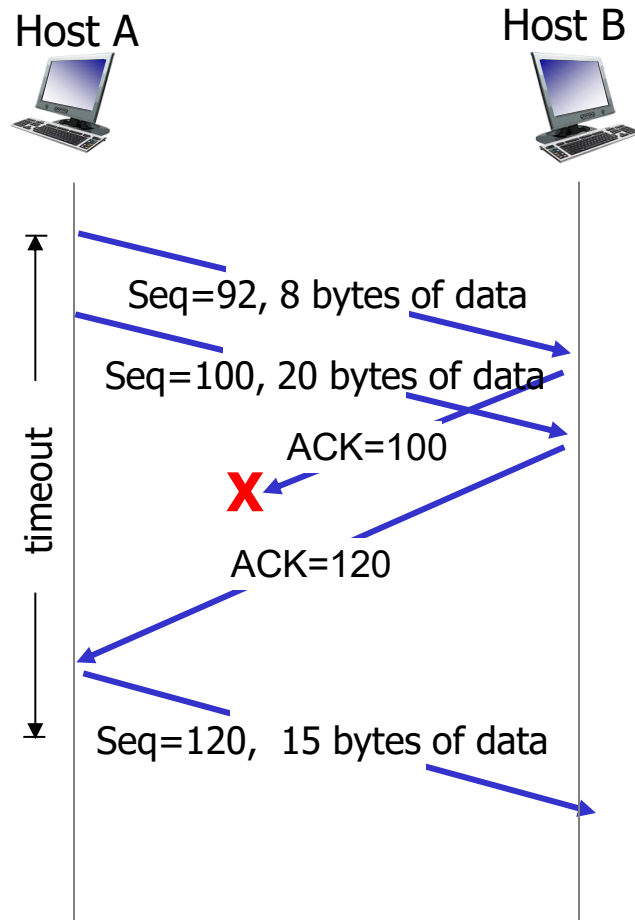 Host A
Host B
Seq=92, 8 bytes of data
Seq=100, 20 bytes of data
ACK=100
X
timeout
ACK=120
Seq=120, 15 bytes of data